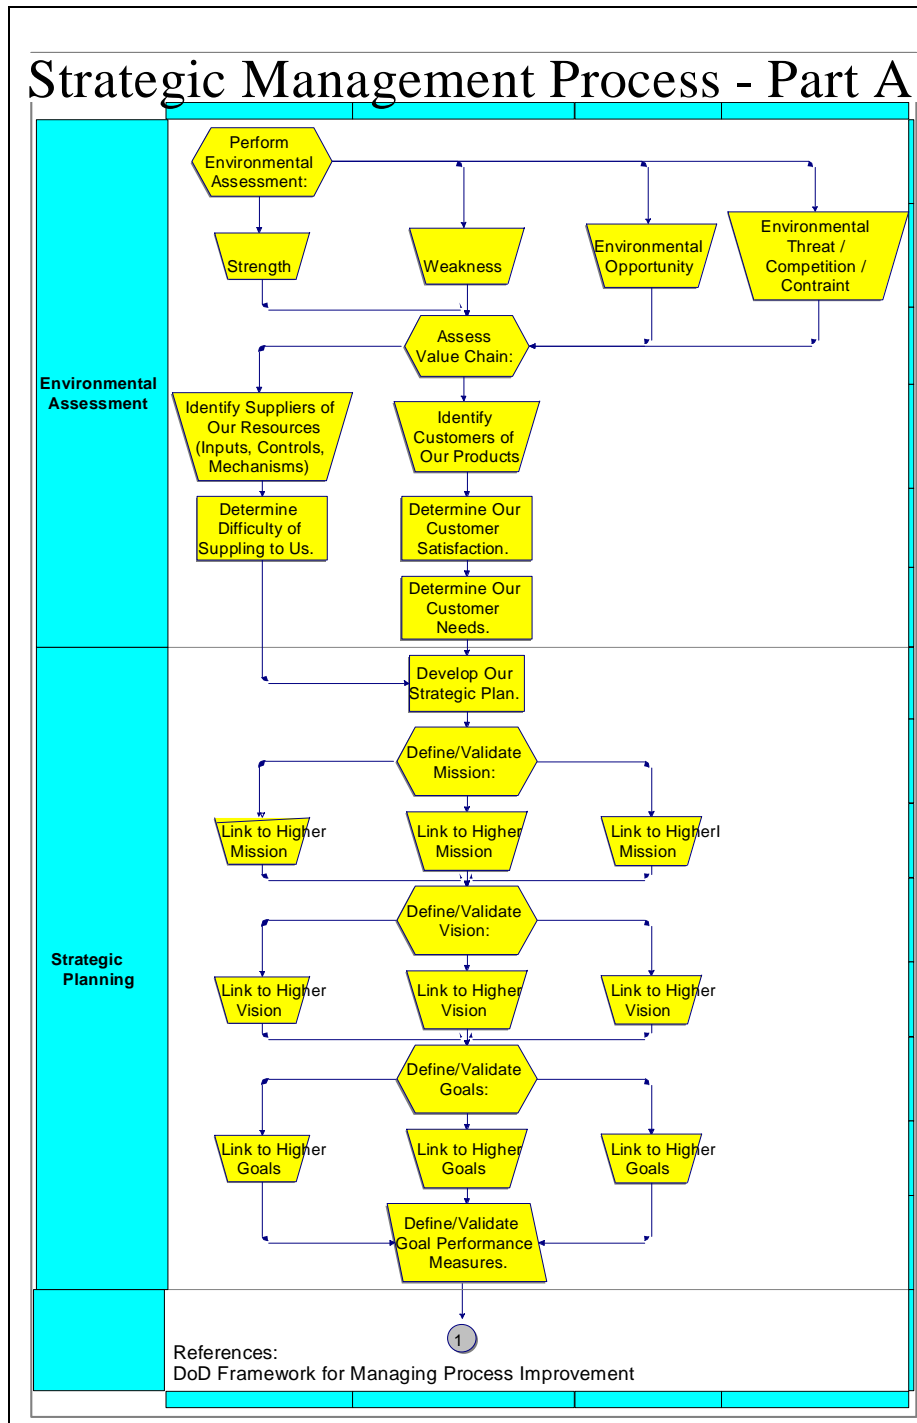 Strategic Management Process - Part A
Perform
Environmental
Assessment:
Strength
Weakness
Environmental
Opportunity
Environmental
Threat /
Competition /
Contraint
Assess
Value Chain:
Environmental
Assessment
Identify Suppliers of
Our Resources
(Inputs, Controls,
Mechanisms)
Identify
Customers of
Our Products
Determine
Difficulty of
Suppling to Us.
Determine Our
Customer
Satisfaction.
Determine Our
Customer
Needs.
Develop Our
Strategic Plan.
Define/Validate
Mission:
Link to Higher
Mission
Link to Higher
Mission
Link to Higherl
Mission
Define/Validate
Vision:
Strategic
Planning
Link to Higher
Vision
Link to Higher
Vision
Link to Higher
Vision
Define/Validate
Goals:
Link to Higher
Goals
Link to Higher
Goals
Link to Higher
Goals
Define/Validate
Goal Performance
Measures.
1
References:
DoD Framework for Managing Process Improvement